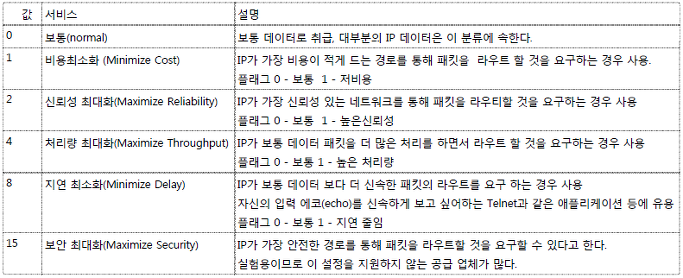 값 서비스 설명
0 보통(normal) 보통 데이터로 취급, 대부분의 IP 데이터은 이 분류에 속한다.
1 비용최소화 (Minimize Cost) IP가 가장 비용이 적게 드는 경로를 통해 패킷을 라우트 할 것을 요구하는 경우 사용.
플래그 0 - 보통 1 - 저비용
2 신뢰성 최대화(Maximize Reliability) IP가 가장 신뢰성 있는 네트워크를 통해 패킷을 라우티할 것을 요구하는 경우 사용
플래그 0 - 보통 1 - 높은신뢰성
4 처리량 최대화(Maximize Throughput) IP가 보통 데이터 패킷을 더 많은 처리를 하면서 라우트 할 것을 요구하는 경우 사용
플래그 0 - 보통 1 - 높은 처리량
8 지연 최소화(Minimize Delay) IP가 보통 데이터 보다 더 신속한 패킷의 라우트를 요구 하는 경우 사용
자신의 입력 에코(echo)를 신속하게 보고 싶어하는 Telnet과 같은 애플리케이션 등에 유용
플래그 0 - 보통 1 - 지연 줄임
15 보안 최대화(Maximize Security) IP가 가장 안전한 경로를 통해 패킷을 라우트할 것을 요구할 수 있다고 한다.
실험용이므로 이 설정을 지원하지 않는 공급 업체가 많다.